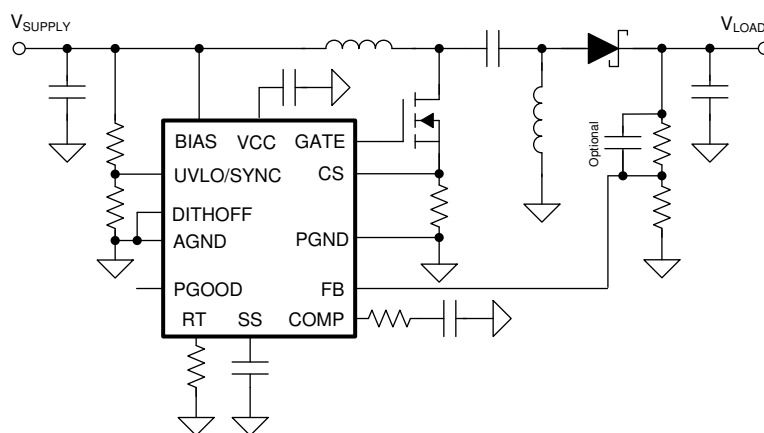 VSUPPLY
VLOAD
BIAS
VCC
GATE
UVLO/SYNC
CS
DITHOFF
AGND
PGND
PGOOD
FB
RT
SS
COMP
Optional